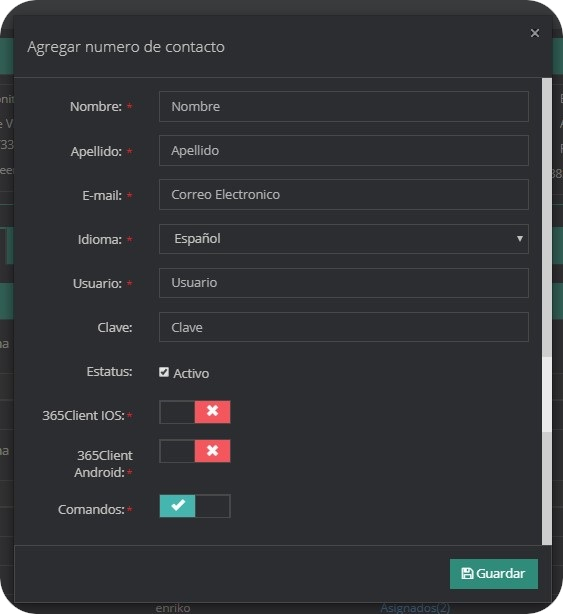 Agregar numero de contacto
×
Nombre: * Nombre
Apellido: * Apellido
E-mail: * Correo Electronico
Idioma: * Español
Usuario: * Usuario
Clave: Clave
Estatus: Activo
365Client IOS:*
365Client
Android:*
Comandos:*
Guardar
enriko Asignados(2)